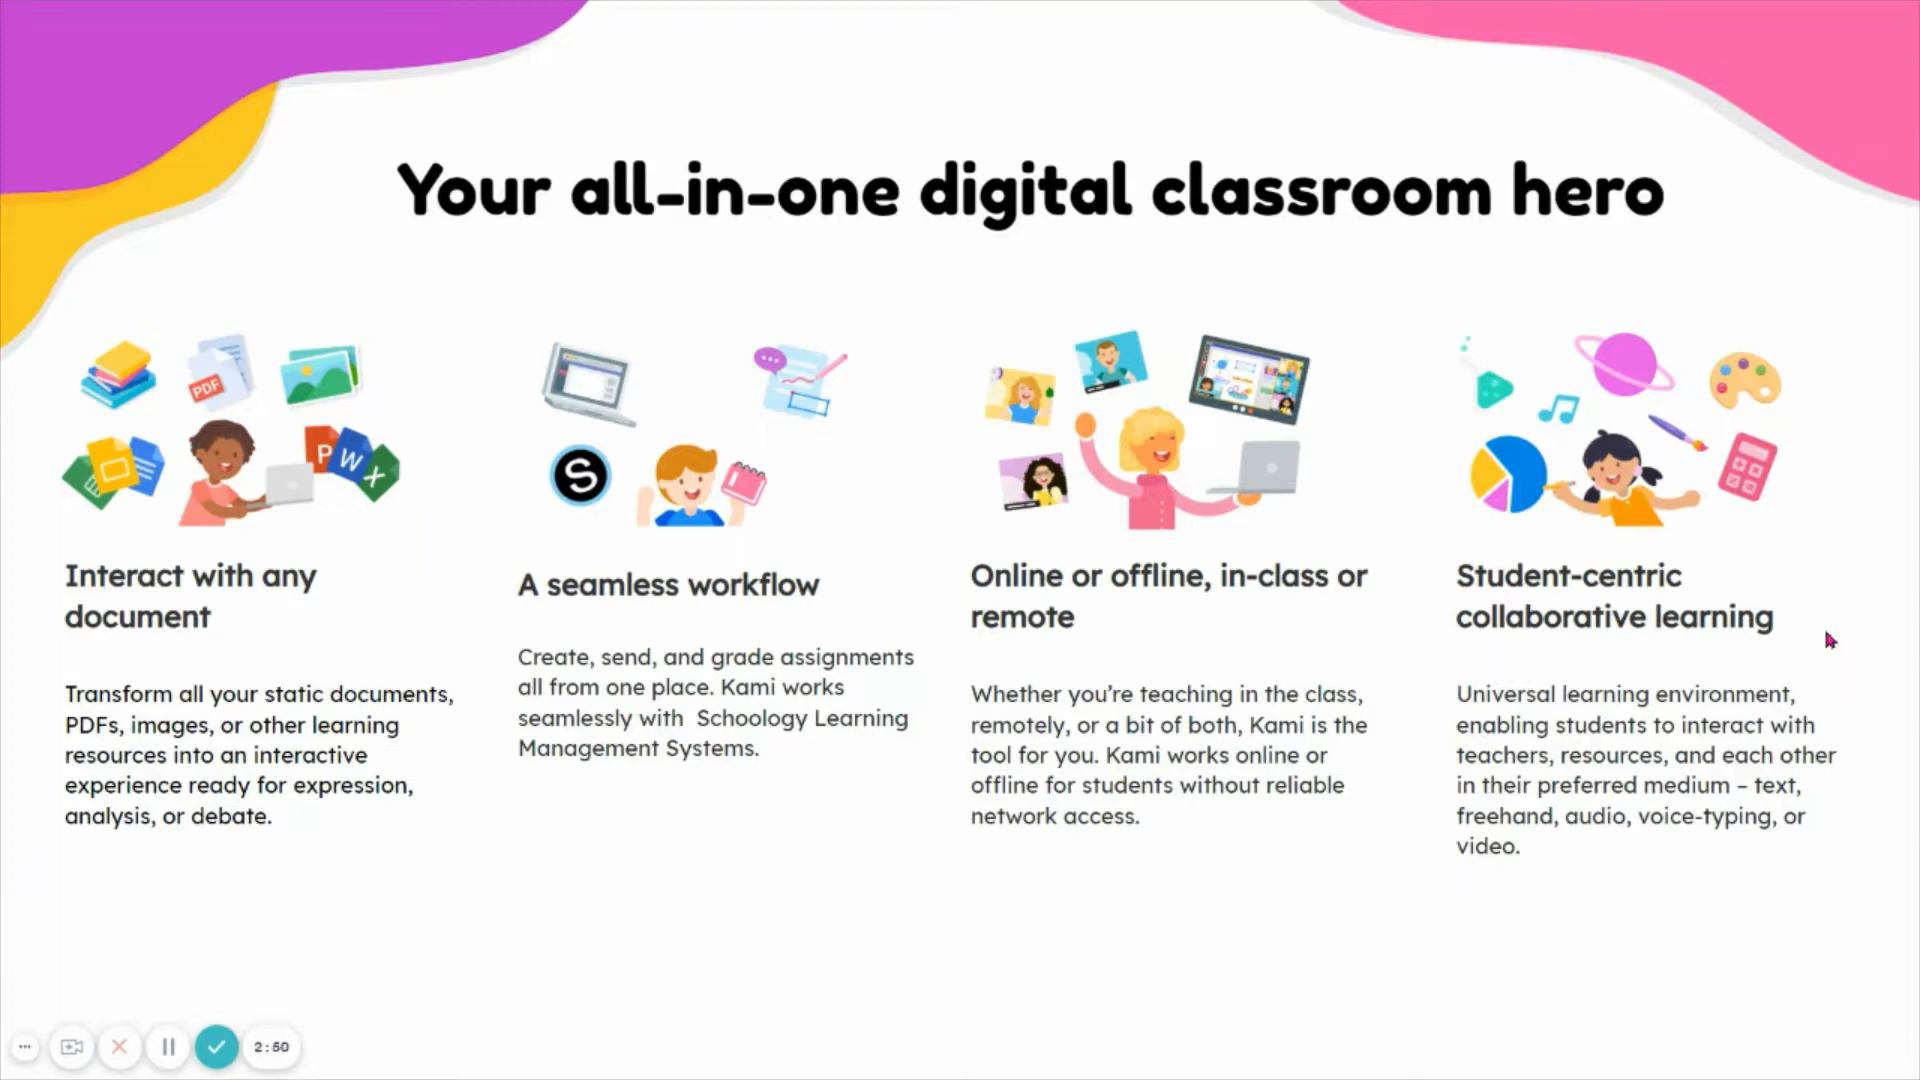 Your all-in-one digital classroom hero
PDF
P
W
X
S
Interact with any
document
Transform all your static documents,
PDFs, images, or other learning
resources into an interactive
experience ready for expression,
analysis, or debate.
A seamless workflow
Create, send, and grade assignments
all from one place. Kami works
seamlessly with  Schoology Learning
Management Systems.
Online or offline, in-class or
remote
Whether you’re teaching in the class,
remotely, or a bit of both, Kami is the
tool for you. Kami works online or
offline for students without reliable
network access.
Student-centric
collaborative learning
Universal learning environment,
enabling students to interact with
teachers, resources, and each other
in their preferred medium – text,
freehand, audio, voice-typing, or
video.
2:50